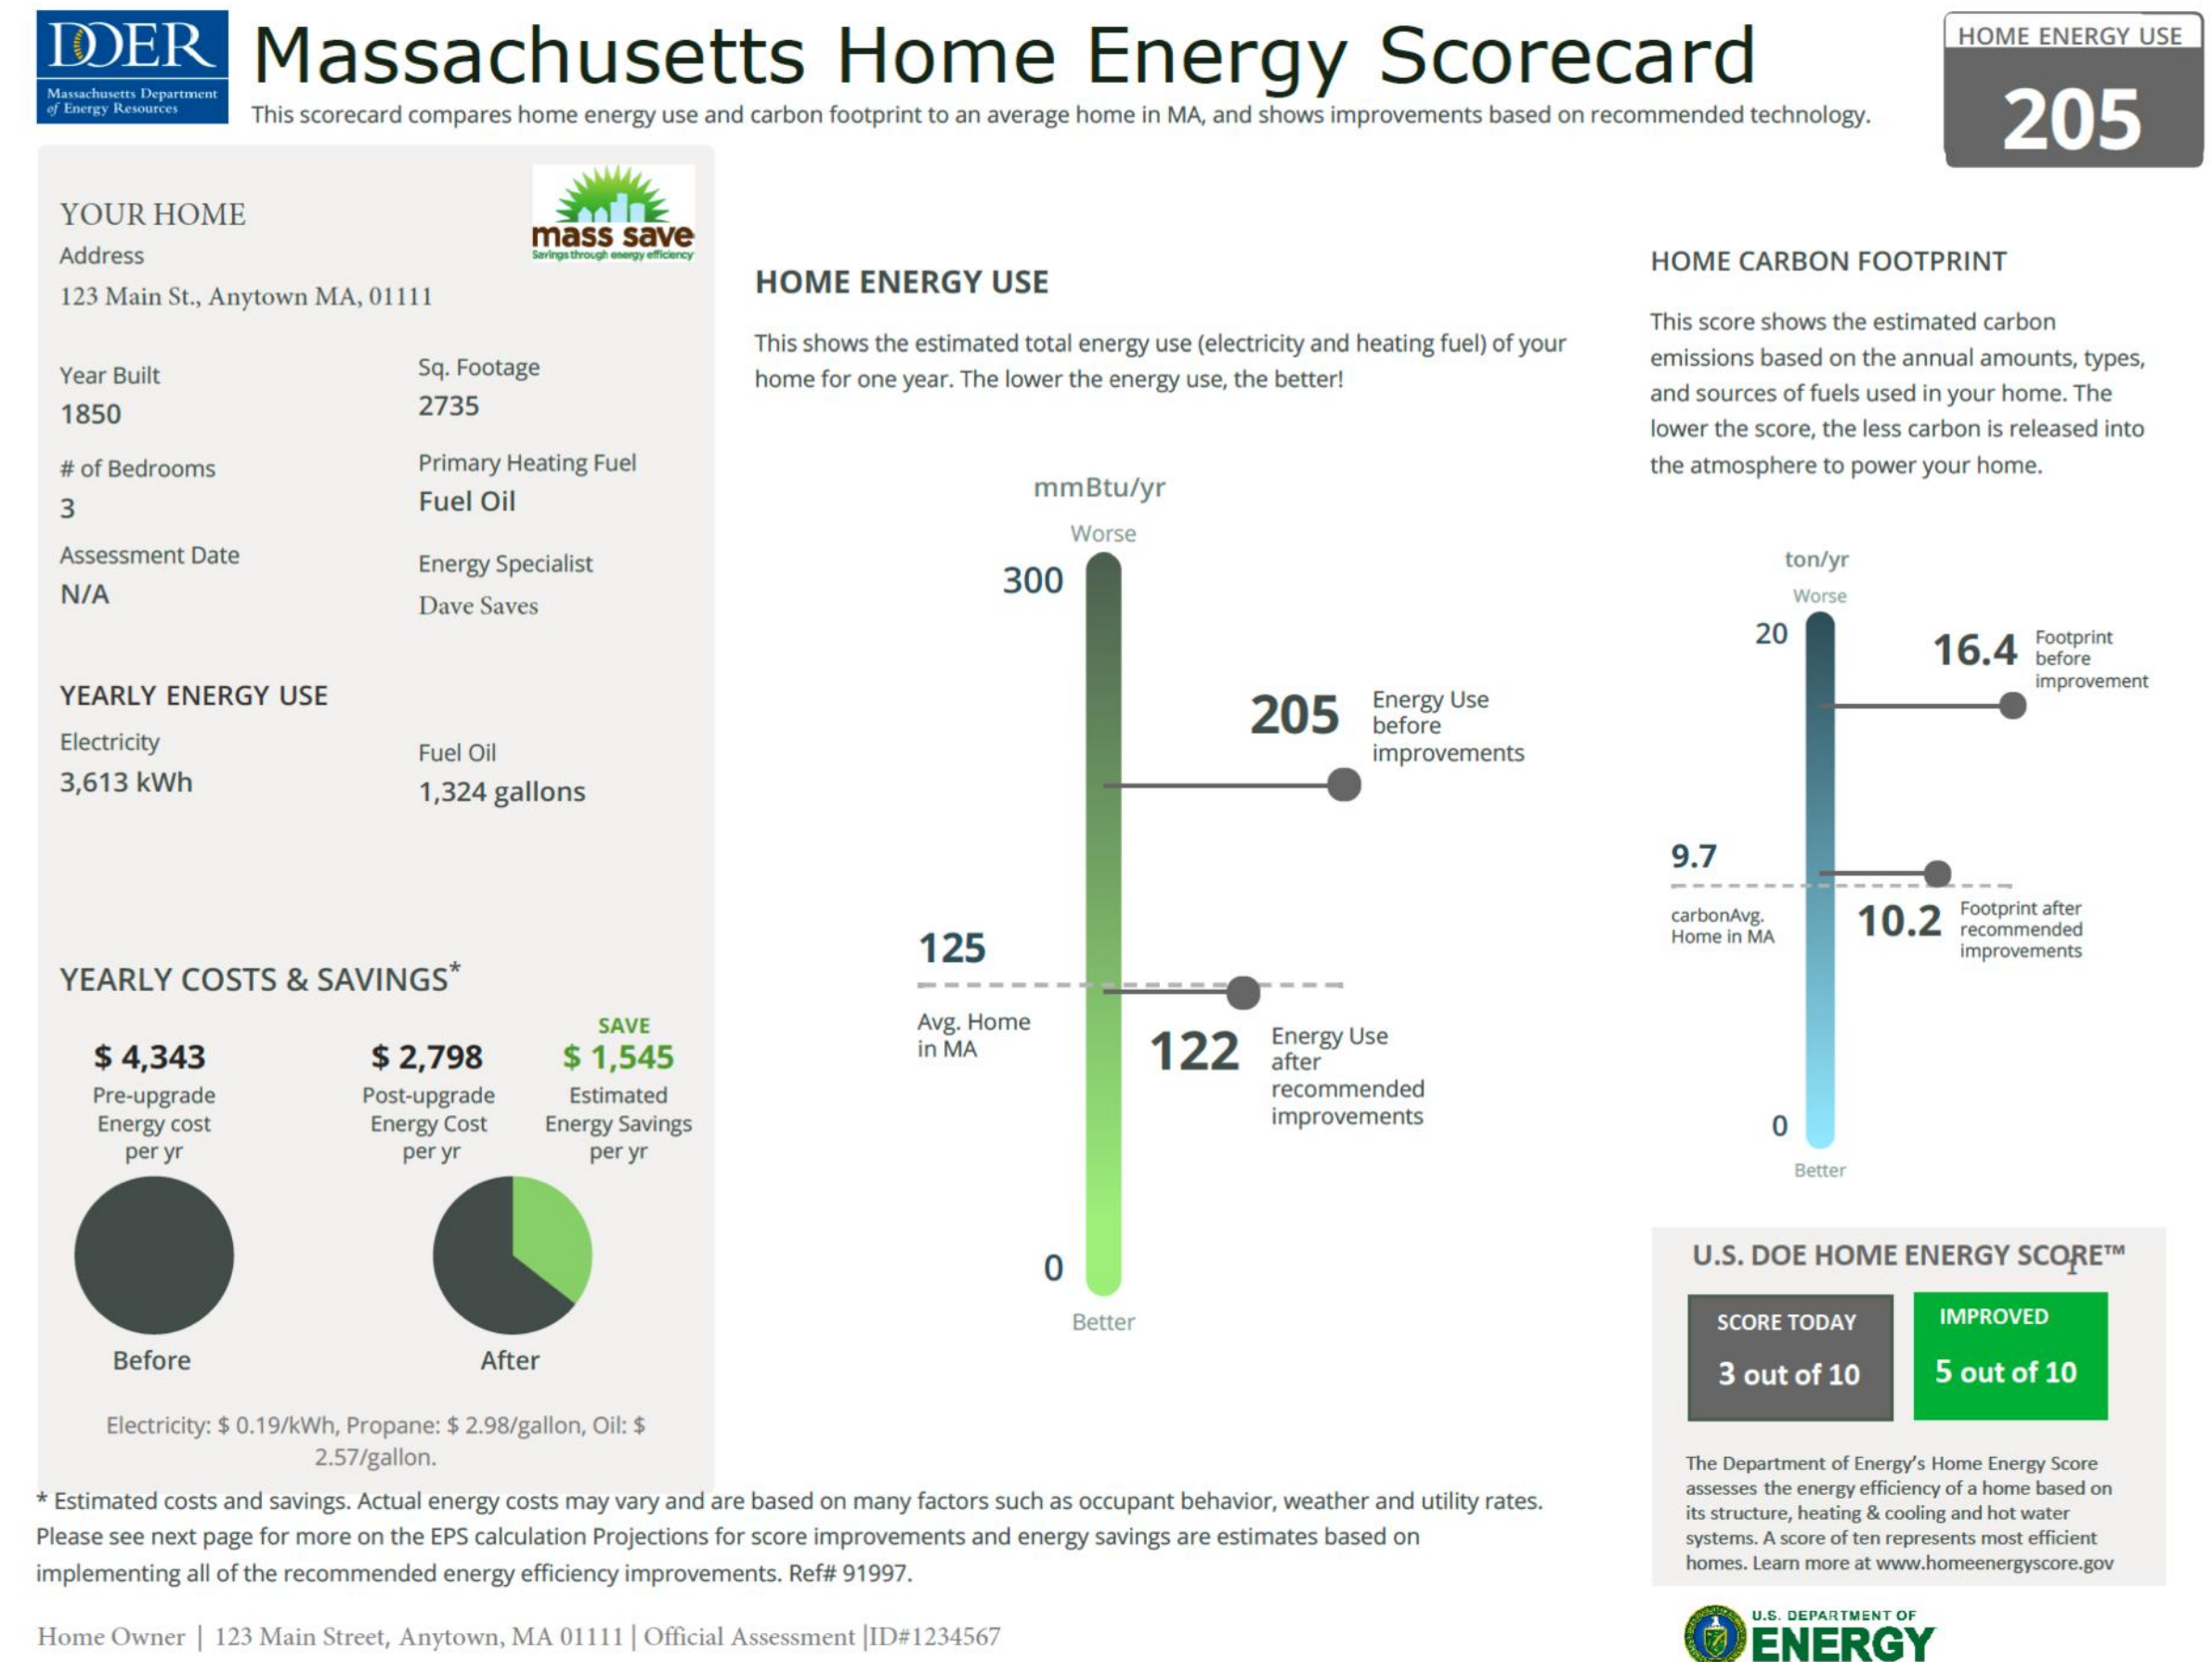 DOER
Massachusetts Department
of Energy Resources
Massachusetts Home Energy Scorecard
This scorecard compares home energy use and carbon footprint to an average home in MA, and shows improvements based on recommended technology.
HOME ENERGY USE
205
YOUR HOME
mass save
Savings through energy efficiency
Address
123 Main St., Anytown MA, 01111
Year Built
1850
Sq. Footage
2735
# of Bedrooms
3
Primary Heating Fuel
Fuel Oil
Assessment Date
N/A
Energy Specialist
Dave Saves
YEARLY ENERGY USE
Electricity
3,613 kWh
Fuel Oil
1,324 gallons
YEARLY COSTS & SAVINGS*
$ 4,343
Pre-upgrade
Energy cost
per yr
$ 2,798
Post-upgrade
Energy Cost
per yr
SAVE
$ 1,545
Estimated
Energy Savings
per yr
Before
After
Electricity: $ 0.19/kWh, Propane: $ 2.98/gallon, Oil: $
2.57/gallon.
HOME ENERGY USE
This shows the estimated total energy use (electricity and heating fuel) of your
home for one year. The lower the energy use, the better!
mmBtu/yr
Worse
300
205
Energy Use
before
improvements
125
Avg. Home
in MA
122
Energy Use
after
recommended
improvements
0
Better
HOME CARBON FOOTPRINT
This score shows the estimated carbon
emissions based on the annual amounts, types,
and sources of fuels used in your home. The
lower the score, the less carbon is released into
the atmosphere to power your home.
ton/yr
Worse
20
16.4
Footprint
before
improvement
9.7
carbonAvg.
Home in MA
10.2
Footprint after
recommended
improvements
0
Better
U.S. DOE HOME ENERGY SCORE™
SCORE TODAY
3 out of 10
IMPROVED
5 out of 10
The Department of Energy's Home Energy Score
assesses the energy efficiency of a home based on
its structure, heating & cooling and hot water
systems. A score of ten represents most efficient
homes. Learn more at www.homeenergyscore.gov
* Estimated costs and savings. Actual energy costs may vary and are based on many factors such as occupant behavior, weather and utility rates.
Please see next page for more on the EPS calculation Projections for score improvements and energy savings are estimates based on
implementing all of the recommended energy efficiency improvements. Ref# 91997.
Home Owner | 123 Main Street, Anytown, MA 01111 | Official Assessment |ID#1234567
U.S. DEPARTMENT OF
ENERGY